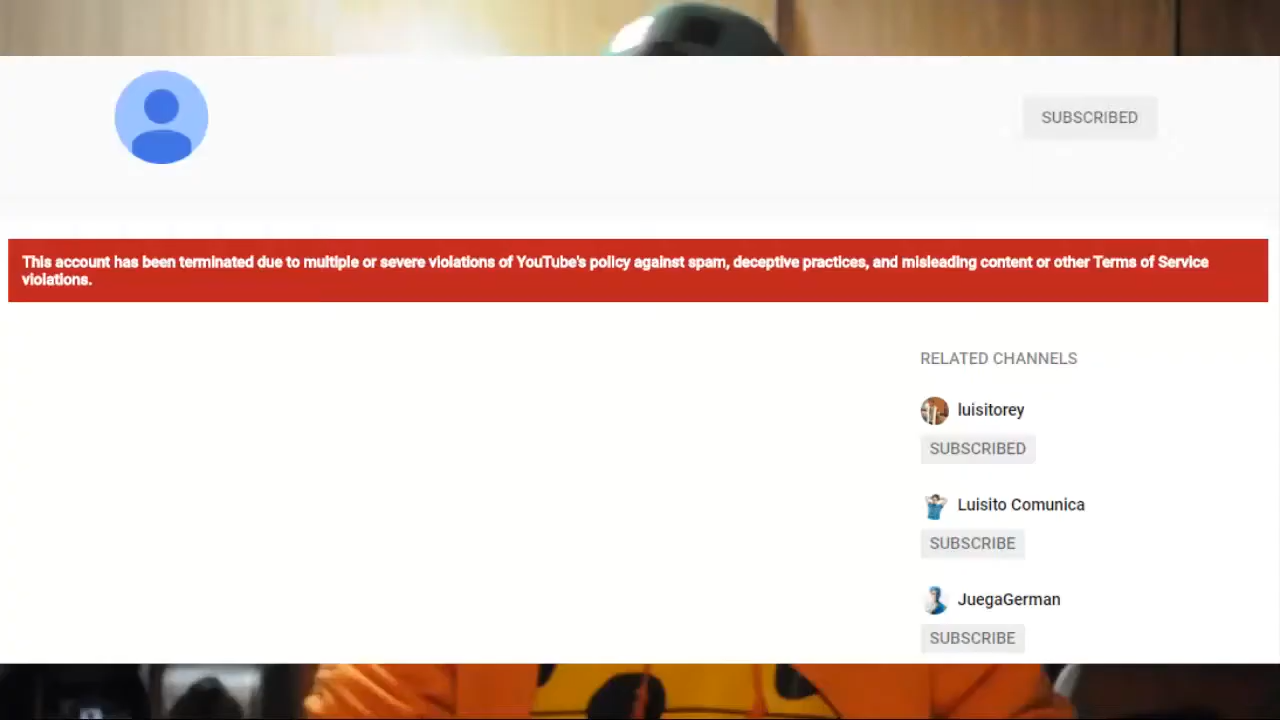 SUBSCRIBED
This account has been terminated due to multiple or severe violations of YouTube's policy against spam, deceptive practices, and misleading content or other Terms of Service
violations.
RELATED CHANNELS
luisitorey
SUBSCRIBED
Luisito Comunica
SUBSCRIBE
JuegaGerman
SUBSCRIBE